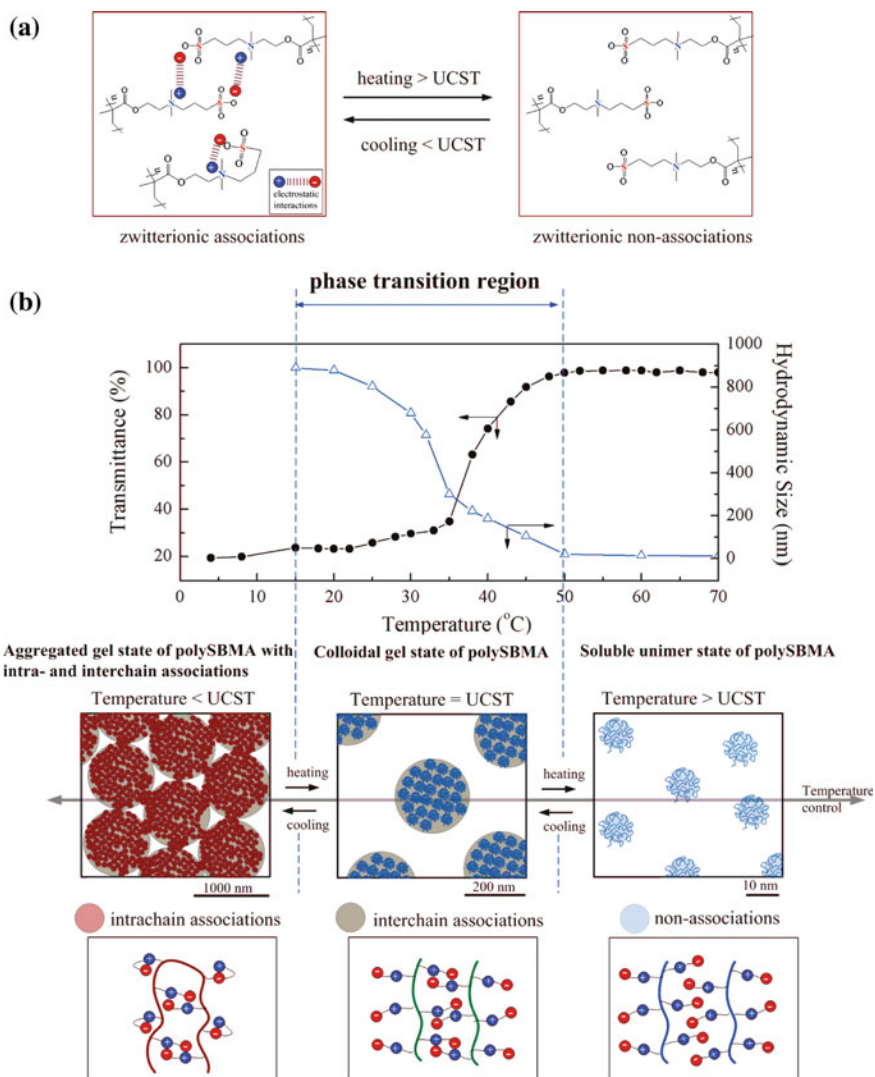 (a)
heating > UCST
cooling < UCST
electrostatic
interactions
zwitterionic associations
zwitterionic non-associations
phase transition region
(b)
Transmittance (%)
100
80
60
40
20
1000
800
600
400
200
0
Hydrodynamic Size (nm)
0 10 20 30 40 50 60 70
Temperature (°C)
Aggregated gel state of polySBMA with
intra- and interchain associations
Colloidal gel state of polySBMA
Soluble unimer state of polySBMA
Temperature < UCST
Temperature = UCST
Temperature > UCST
heating
cooling
heating
cooling
Temperature
control
1000 nm
200 nm
10 nm
intrachain associations
interchain associations
non-associations